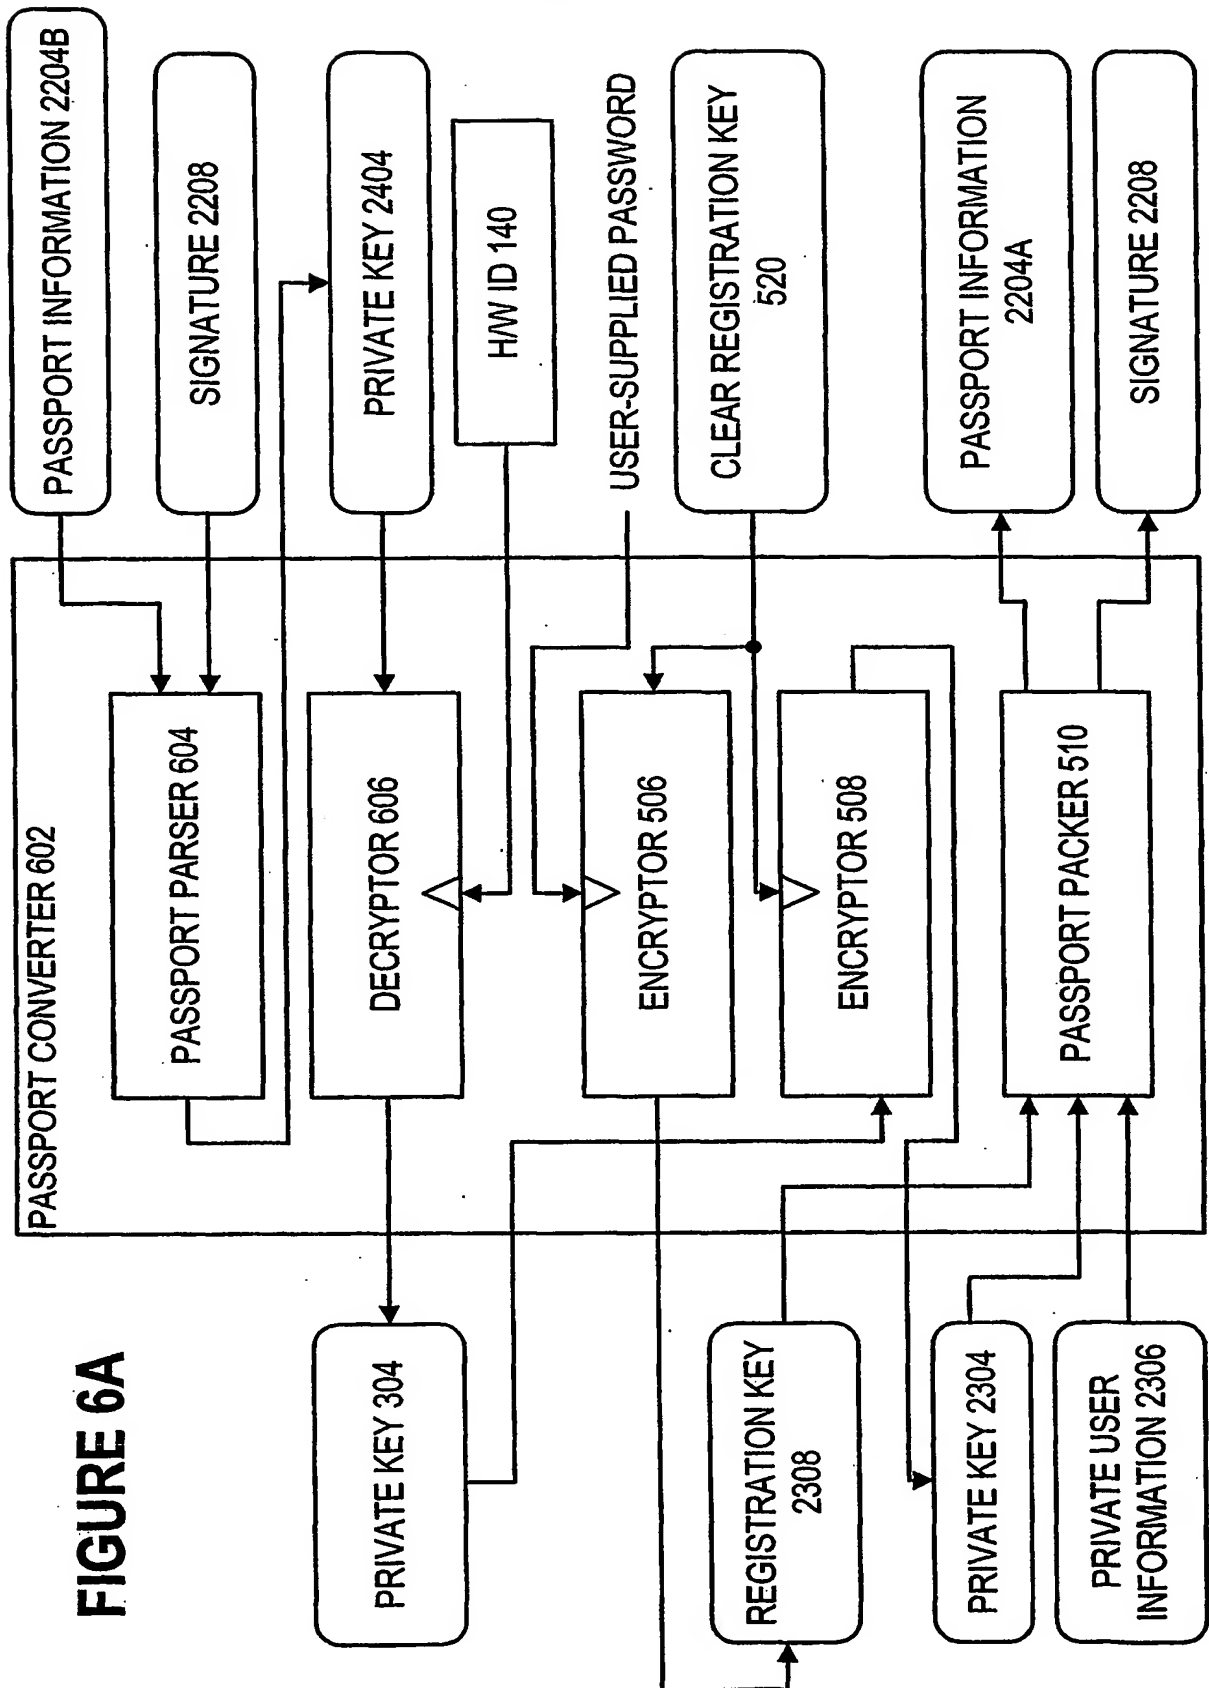 FIGURE 6A
PASSPORT CONVERTER 602
PASSPORT INFORMATION 2204B
SIGNATURE 2208
PASSPORT PARSER 604
PRIVATE KEY 2404
H/W ID 140
DECRYPTOR 606
PRIVATE KEY 304
USER-SUPPLIED PASSWORD
CLEAR REGISTRATION KEY
520
ENCRYPTOR 506
ENCRYPTOR 508
REGISTRATION KEY
2308
PRIVATE KEY 2304
PRIVATE USER
INFORMATION 2306
PASSPORT PACKER 510
PASSPORT INFORMATION
2204A
SIGNATURE 2208